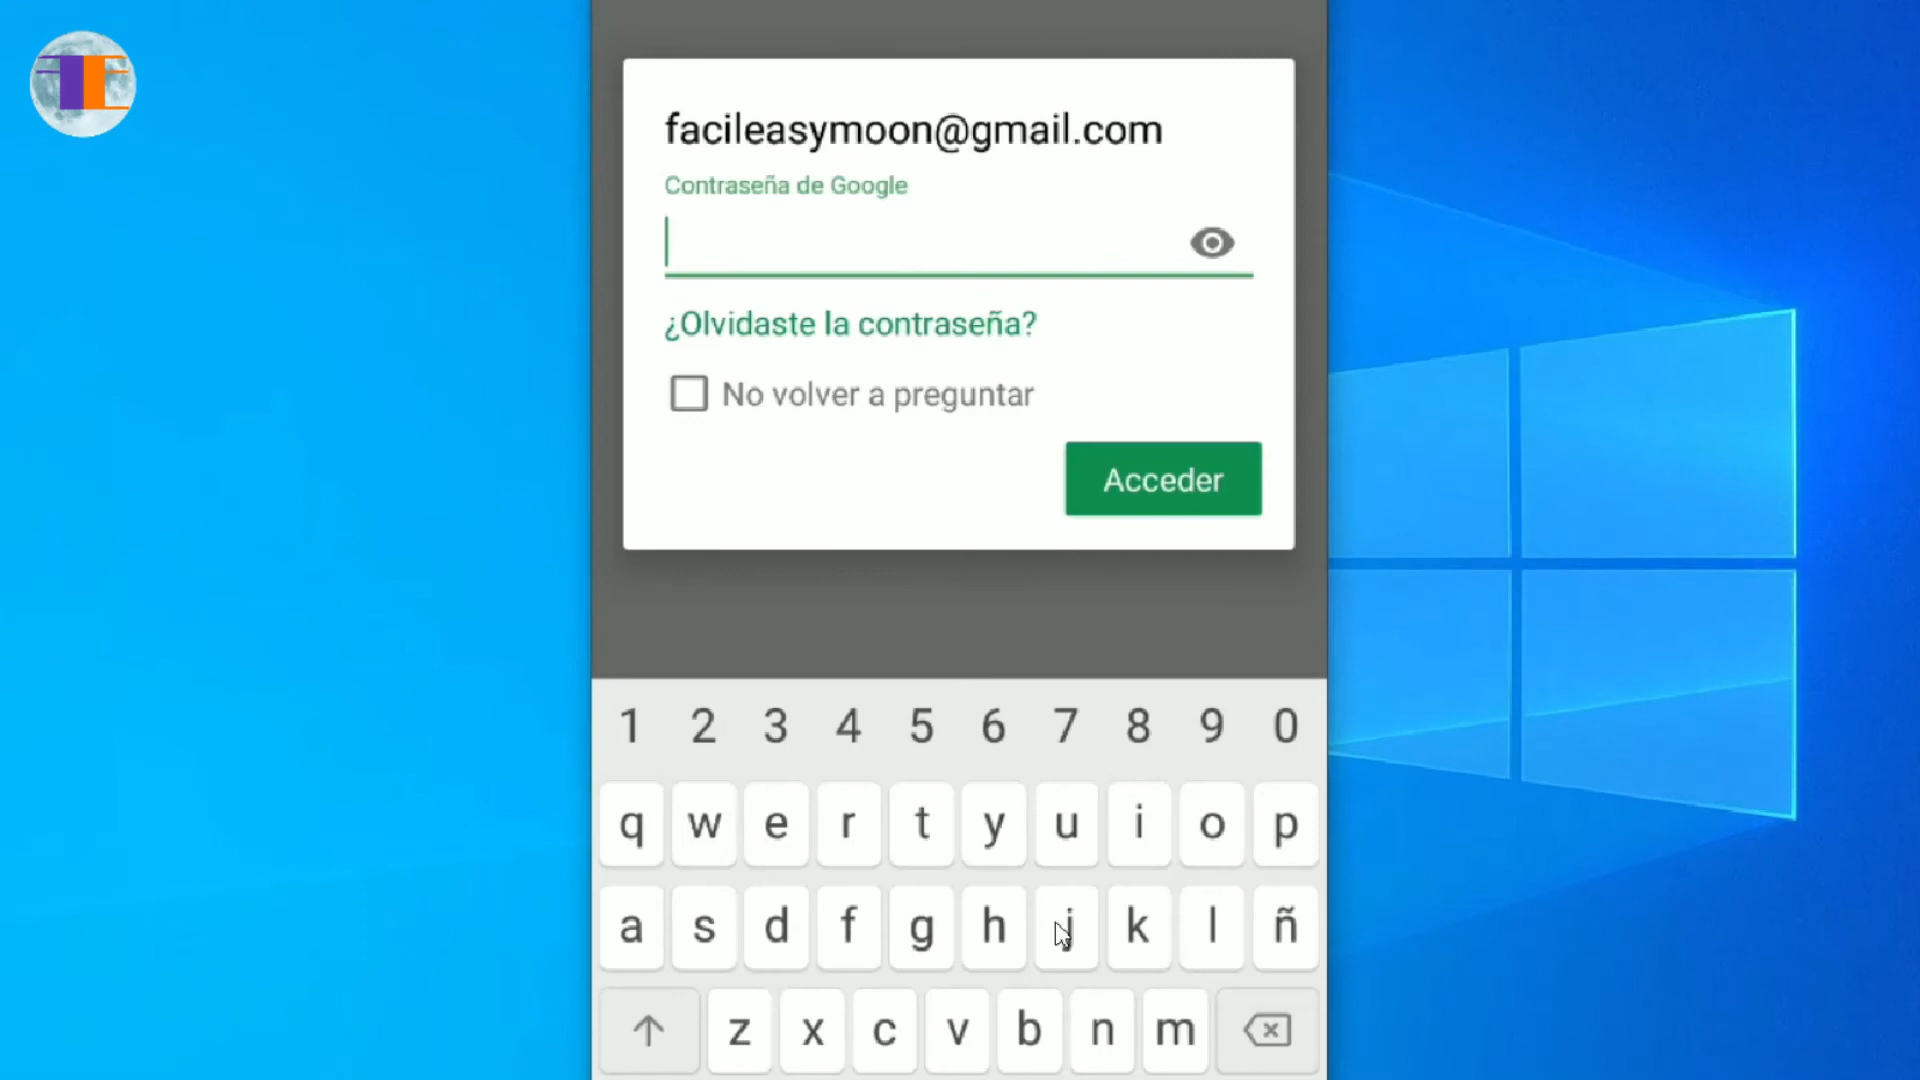 facileasymoon@gmail.com
Contraseña de Google
¿Olvidaste la contraseña?
No volver a preguntar
Acceder
1 2 3 4 5 6 7 8 9 0
q w e r t y u i o p
a s d f g h j k l ñ
z x c v b n m